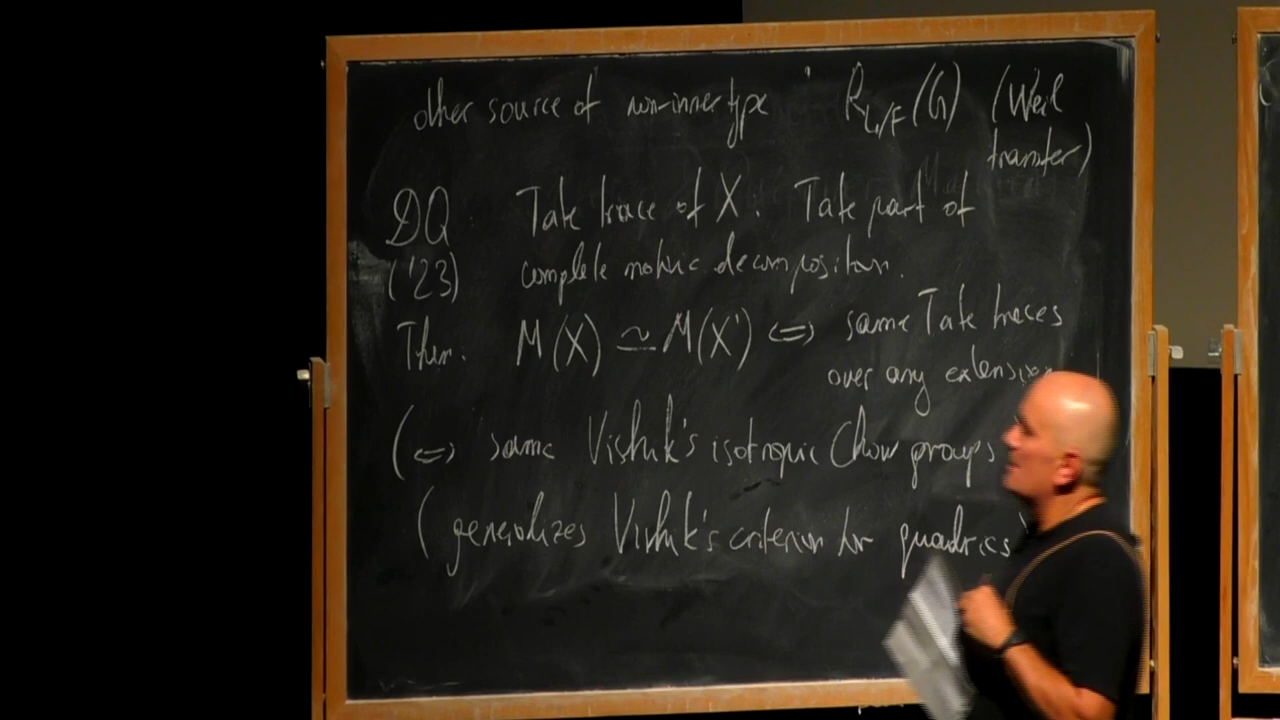 other source of non-inner type : R_{L/F}(G) (Weil
transfer)
DQ Tate trace of X : Tate part of
('23) complete motivic decomposition.
Thm. M(X) ≃ M(X') ⇔ same Tate traces
over any extension
(⇔ same Vishik's isotropic Chow groups
(generalizes Vishik's criterion for quadrics)